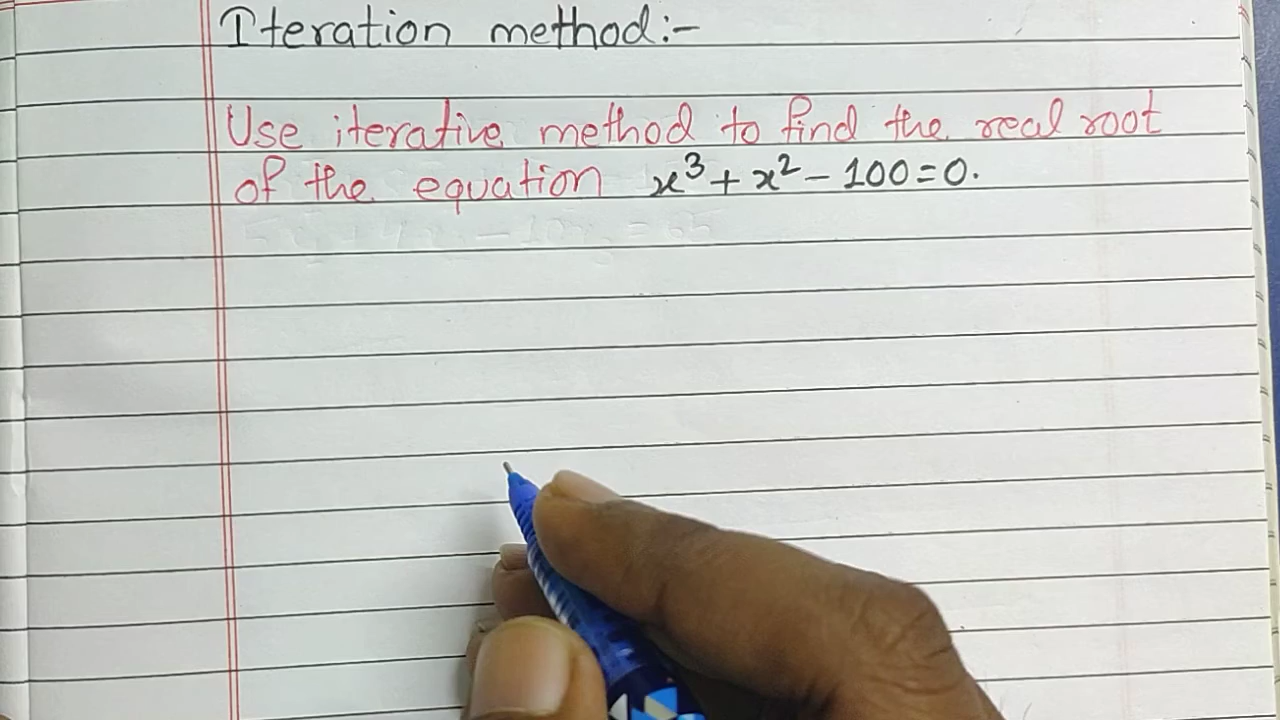 Iteration method:-
Use iterative method to find the real root
of the equation x³ + x² - 100 = 0.